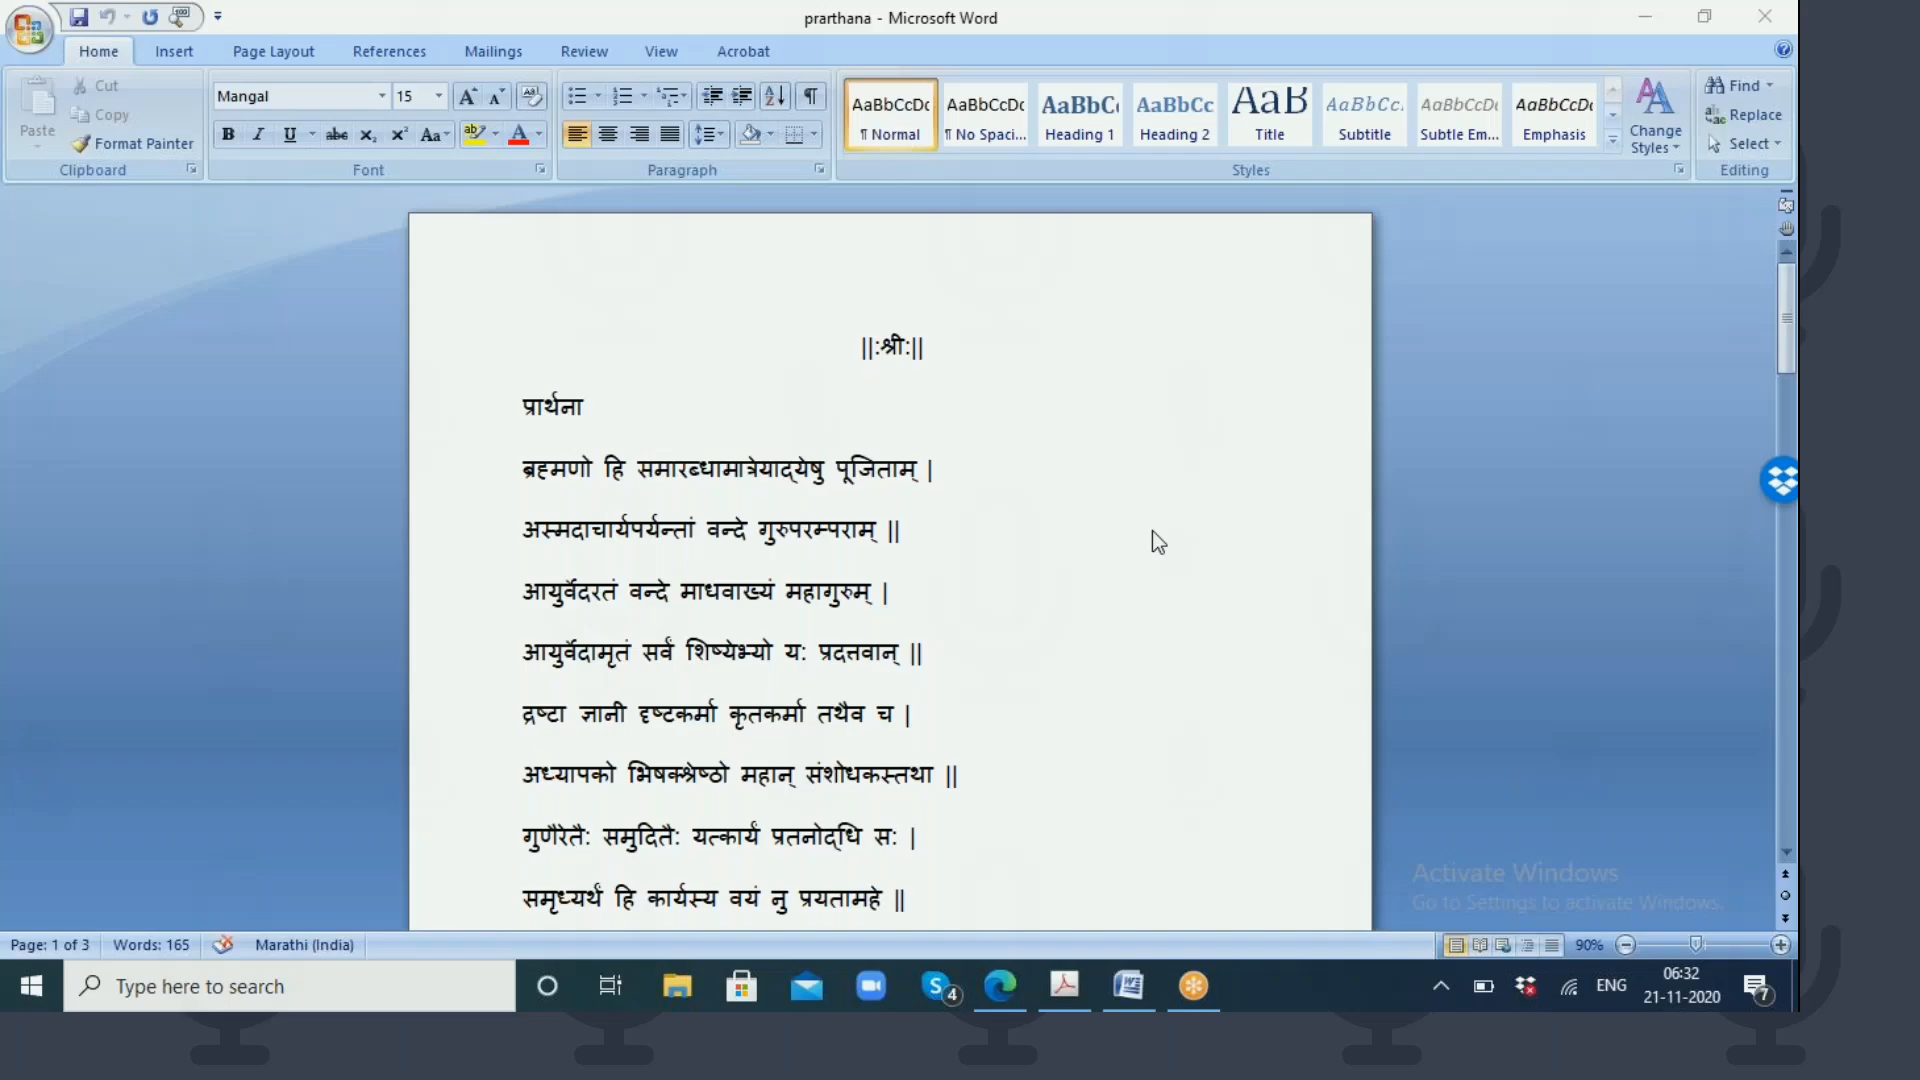 prarthana - Microsoft Word
Home Insert Page Layout References Mailings Review View Acrobat
Paste Cut Copy Format Painter Clipboard
Mangal 15
Font
Paragraph
AaBbCcDc AaBbCcDc AaBbCc AaBbCc AaB AaBbCc. AaBbCcDc AaBbCcDc
¶ Normal ¶ No Spaci... Heading 1 Heading 2 Title Subtitle Subtle Em... Emphasis
Change Styles
Styles
Find
Replace
Select
Editing
||:श्री:||
प्रार्थना
ब्रह्मणो हि समारब्धामात्रेयाद्येषु पूजिताम् |
अस्मदाचार्यपर्यन्तां वन्दे गुरुपरम्पराम् ||
आयुर्वेदरतं वन्दे माधवाख्यं महागुरुम् |
आयुर्वेदामृतं सर्वं शिष्येभ्यो य: प्रदत्तवान् ||
द्रष्टा ज्ञानी दृष्टकर्मा कृतकर्मा तथैव च |
अध्यापको भिषक्श्रेष्ठो महान् संशोधकस्तथा ||
गुणैरेतै: समुदितै: यत्कार्यं प्रतनोद्धि स: |
समृध्यर्थं हि कार्यस्य वयं नु प्रयतामहे ||
Activate Windows
Go to Settings to activate Windows.
Page: 1 of 3 Words: 165 Marathi (India) 90%
Type here to search 4 ENG 06:32 21-11-2020 7